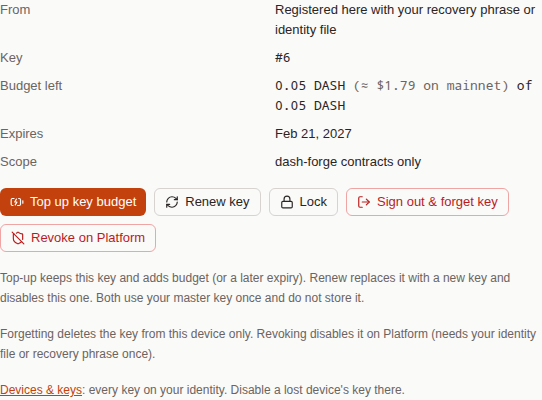 From
Registered here with your recovery phrase or
identity file
Key
#6
Budget left
0.05 DASH (≈ $1.79 on mainnet) of
0.05 DASH
Expires
Feb 21, 2027
Scope
dash-forge contracts only
Top up key budget
Renew key
Lock
Sign out & forget key
Revoke on Platform
Top-up keeps this key and adds budget (or a later expiry). Renew replaces it with a new key and
disables this one. Both use your master key once and do not store it.
Forgetting deletes the key from this device only. Revoking disables it on Platform (needs your identity
file or recovery phrase once).
Devices & keys: every key on your identity. Disable a lost device's key there.